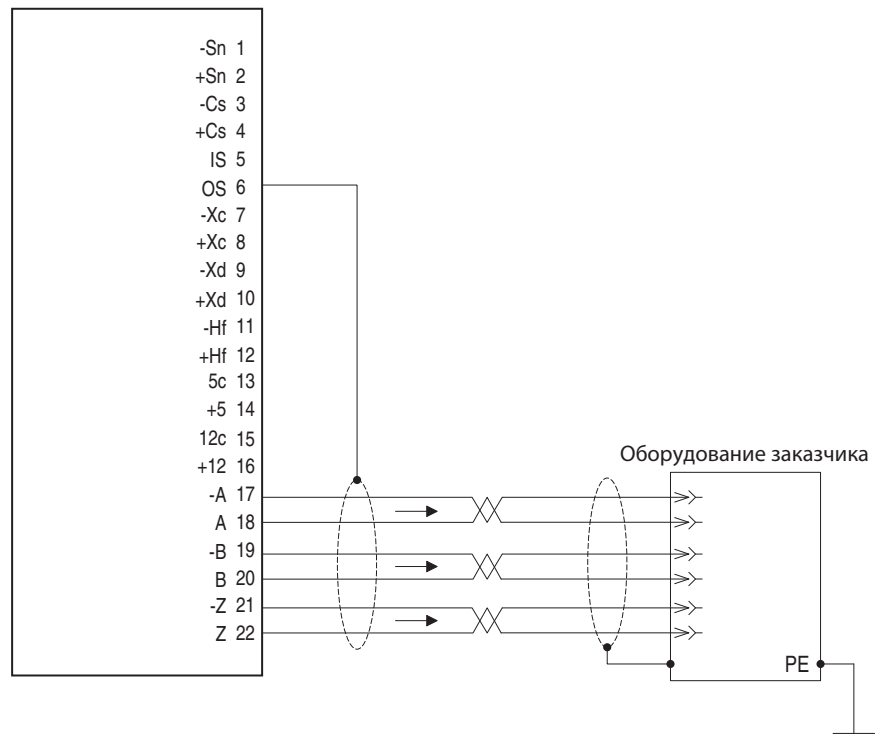 -Sn 1
+Sn 2
-Cs 3
+Cs 4
IS 5
OS 6
-Xc 7
+Xc 8
-Xd 9
+Xd 10
-Hf 11
+Hf 12
5c 13
+5 14
12c 15
+12 16
-A 17
A 18
-B 19
B 20
-Z 21
Z 22
Оборудование заказчика
PE